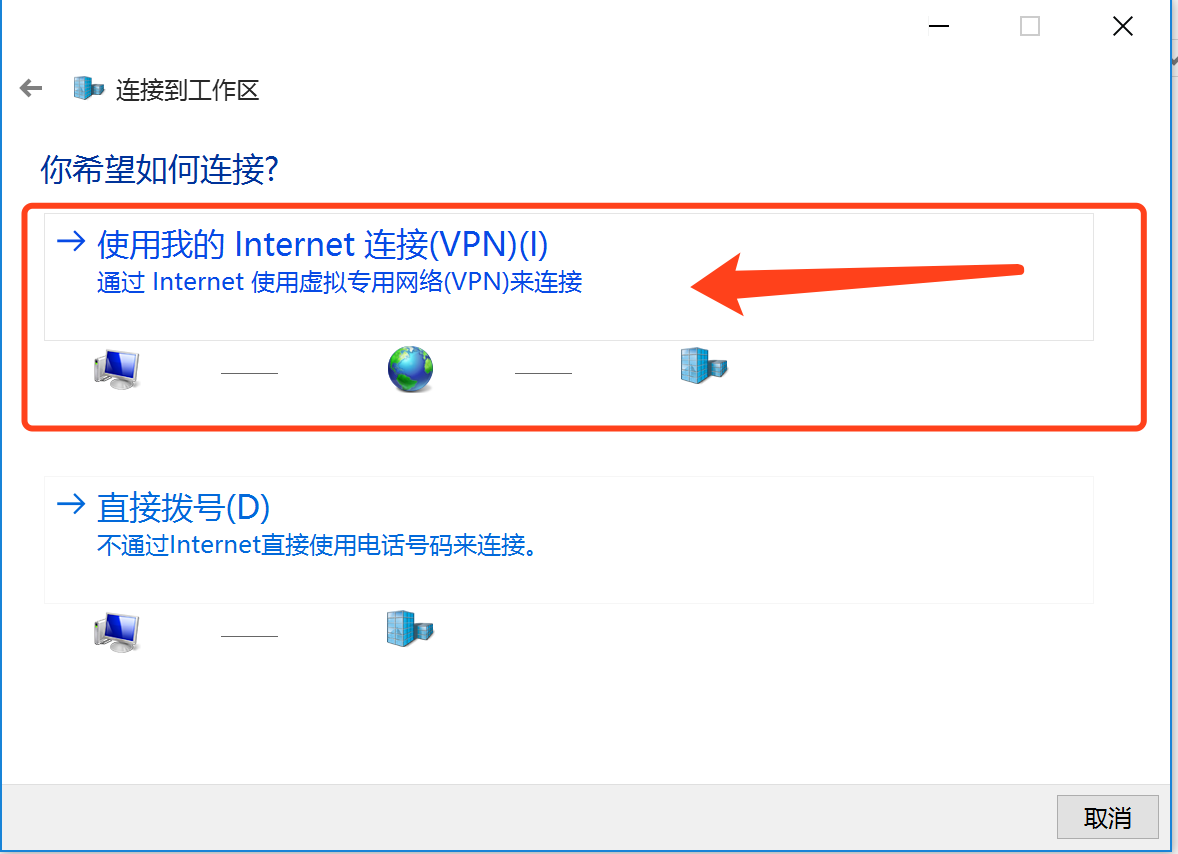 连接到工作区
你希望如何连接?
使用我的 Internet 连接(VPN)(I)
通过 Internet 使用虚拟专用网络(VPN)来连接
直接拨号(D)
不通过Internet直接使用电话号码来连接。
取消